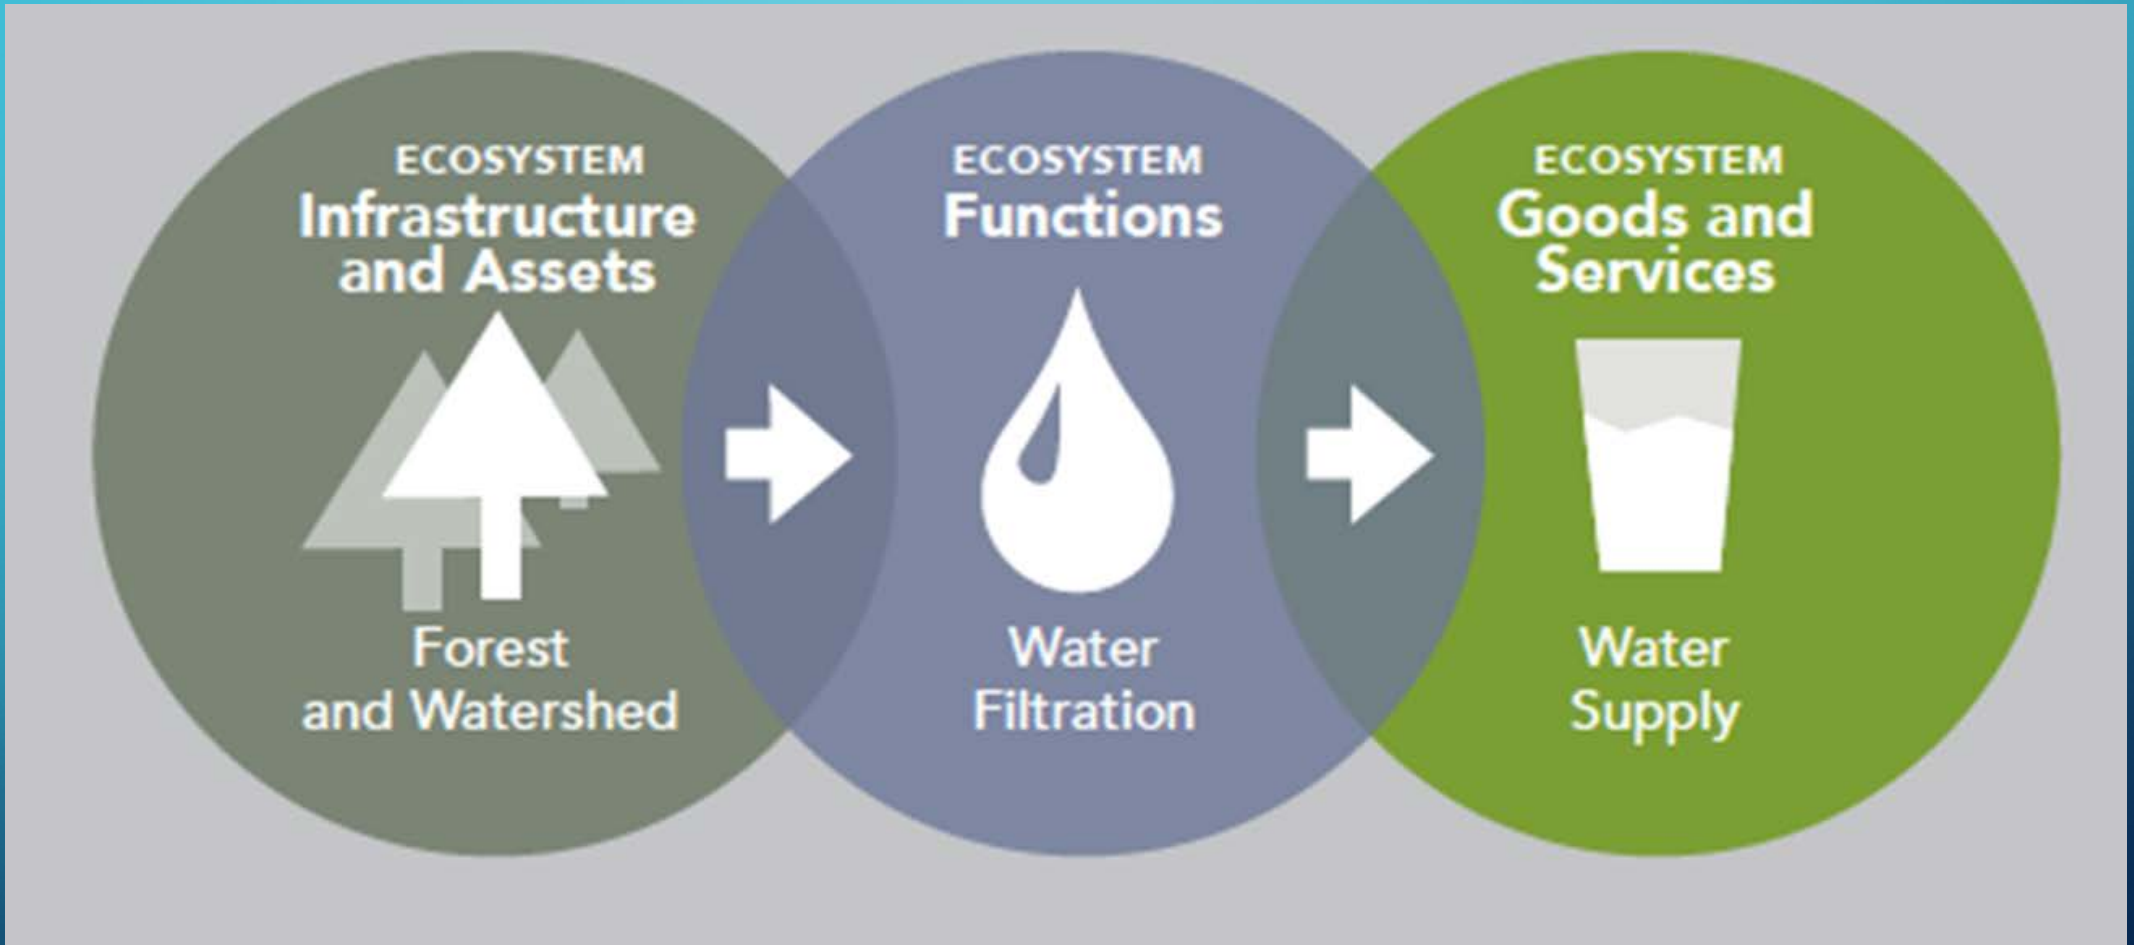 ECOSYSTEM
Infrastructure
and Assets
Forest
and Watershed
ECOSYSTEM
Functions
Water
Filtration
ECOSYSTEM
Goods and
Services
Water
Supply